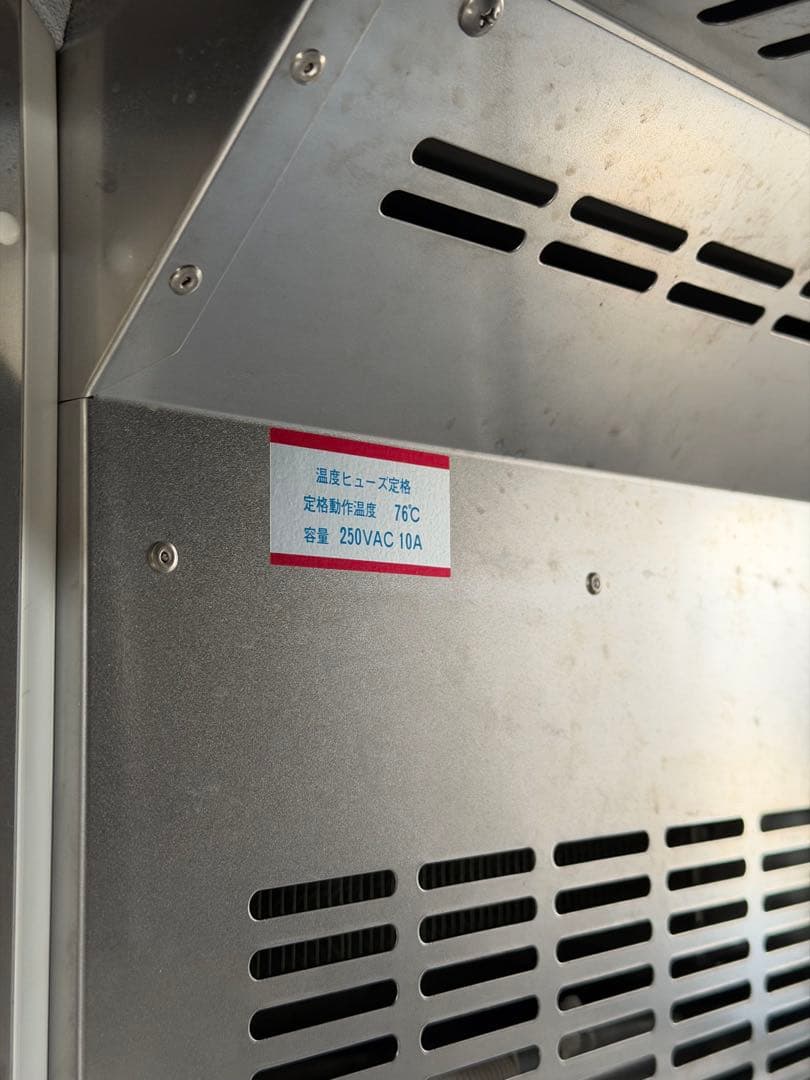 温度ヒューズ定格
定格動作温度 76℃
容量 250VAC 10A